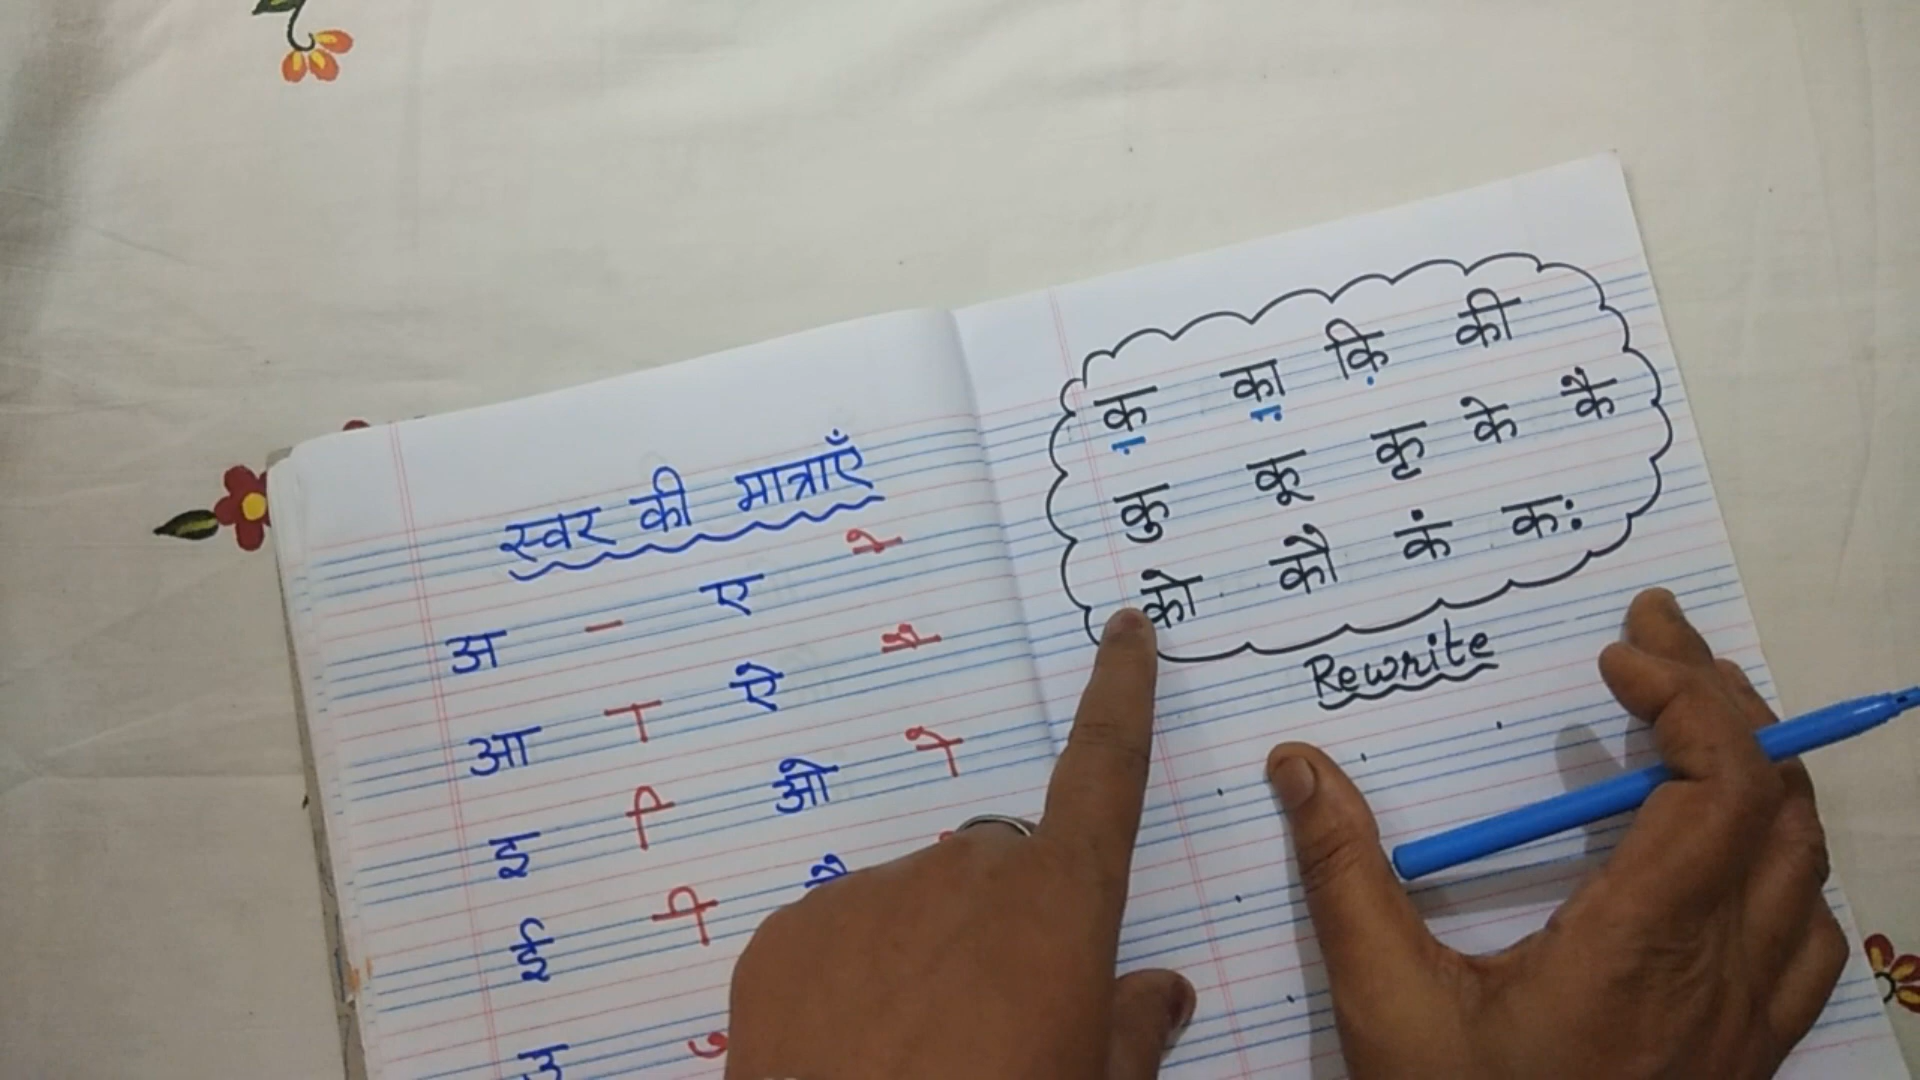 स्वर की मात्राएँ
अ - ए े
आ ा ऐ ै
इ ि ओ ो
ई ी
उ ु
क का कि की
कु कू कृ के कै
को कौ कं कः
Rewrite